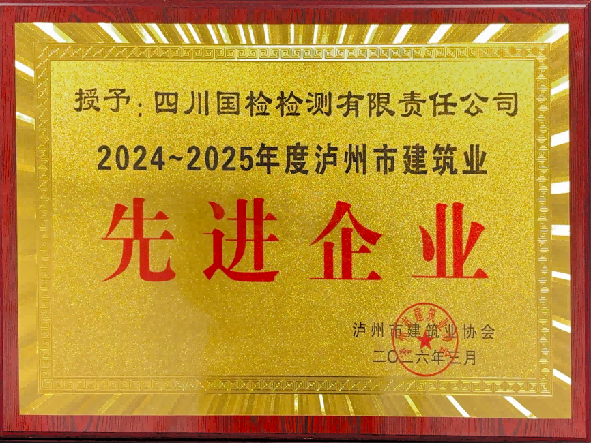 授予：四川国检检测有限责任公司
2024~2025年度泸州市建筑业
先进企业
泸州市建筑业协会
二〇二六年三月